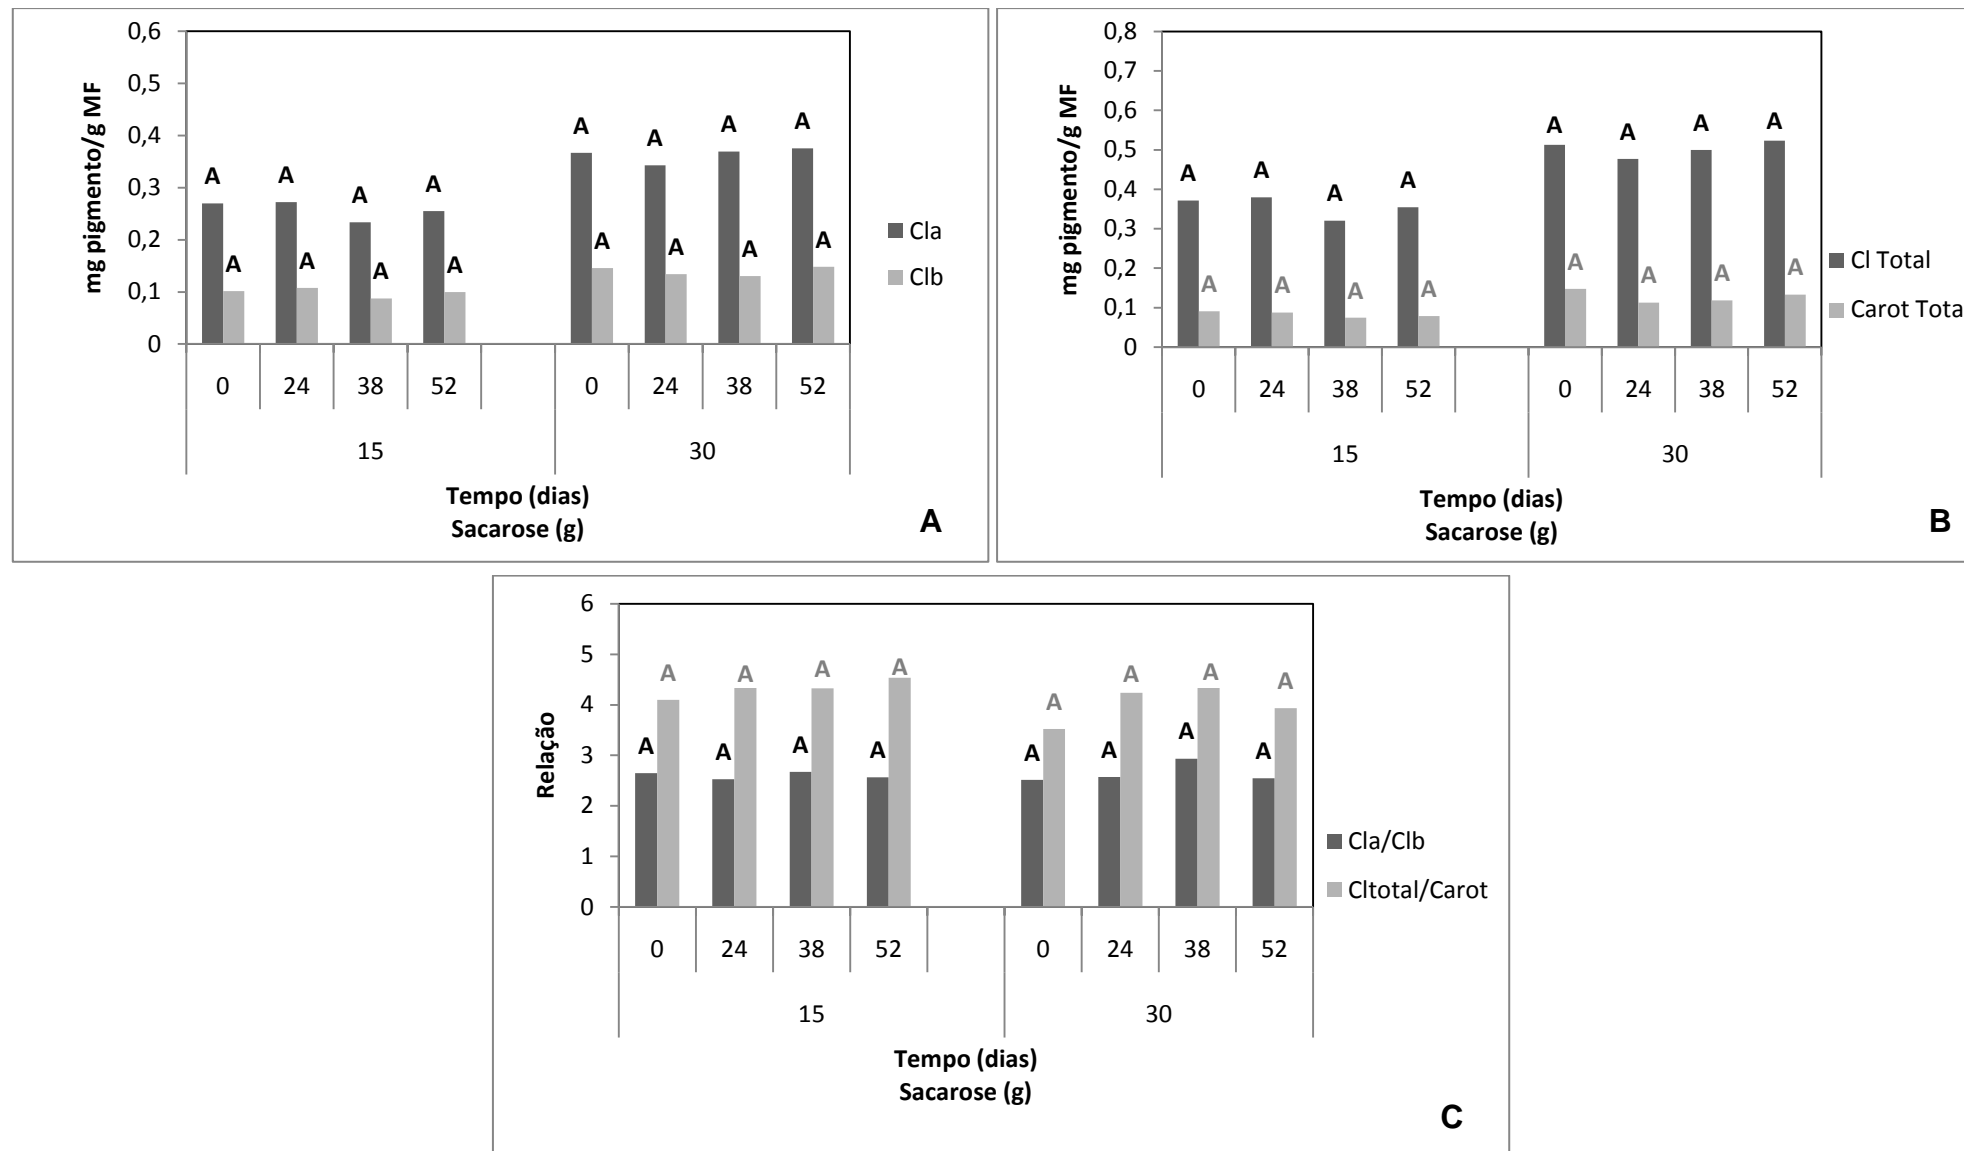 0,6
0,5
0,4
0,3
0,2
0,1
0
mg pigmento/g MF
A A A A A A A A
A A A A A A A A
Cla
Clb
0 24 38 52 0 24 38 52
15 30
Tempo (dias)
Sacarose (g)
A
0,8
0,7
0,6
0,5
0,4
0,3
0,2
0,1
0
mg pigmento/g MF
A A A A A A A A
A A A A A A A A
Cl Total
Carot Tota
0 24 38 52 0 24 38 52
15 30
Tempo (dias)
Sacarose (g)
B
6
5
4
3
2
1
0
Relação
A A A A A A A A
A A A A A A A A
Cla/Clb
Cltotal/Carot
0 24 38 52 0 24 38 52
15 30
Tempo (dias)
Sacarose (g)
C